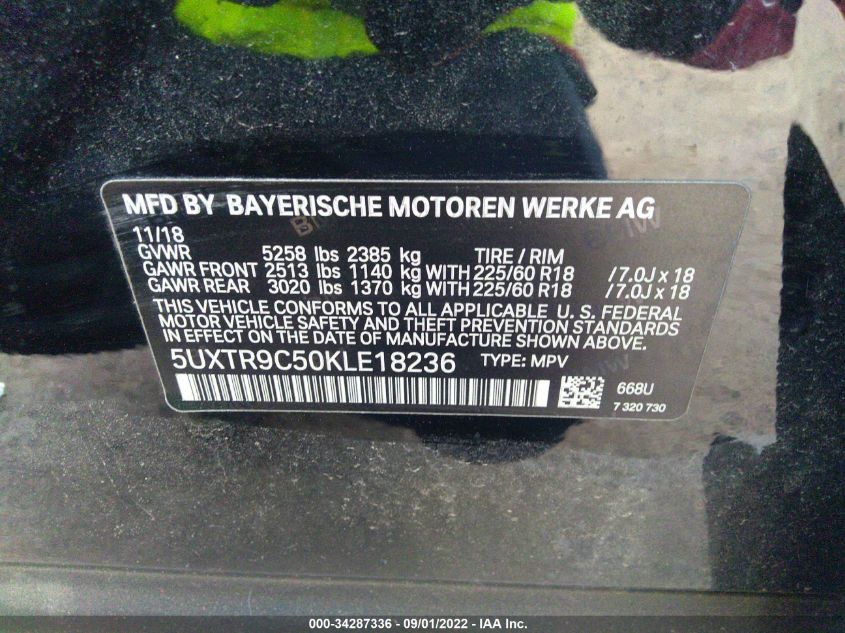 MFD BY BAYERISCHE MOTOREN WERKE AG
11/18
GVWR 5258 lbs 2385 kg TIRE / RIM
GAWR FRONT 2513 lbs 1140 kg WITH 225/60 R18 /7.0J x 18
GAWR REAR 3020 lbs 1370 kg WITH 225/60 R18 /7.0J x 18
THIS VEHICLE CONFORMS TO ALL APPLICABLE U. S. FEDERAL
MOTOR VEHICLE SAFETY AND THEFT PREVENTION STANDARDS
IN EFFECT ON THE DATE OF MANUFACTURE SHOWN ABOVE.
5UXTR9C50KLE18236 TYPE: MPV
668U
7 320 730
000-34287336 - 09/01/2022 - IAA Inc.